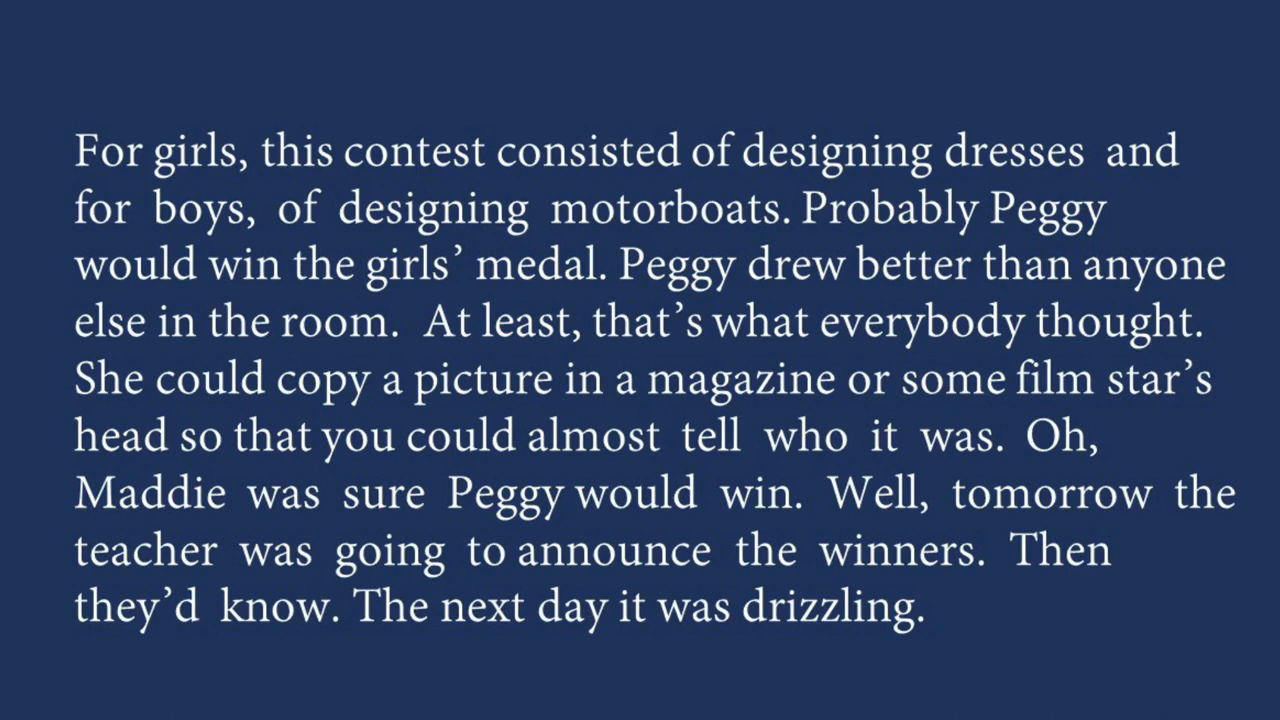 For girls, this contest consisted of designing dresses and
for boys, of designing motorboats. Probably Peggy
would win the girls’ medal. Peggy drew better than anyone
else in the room. At least, that’s what everybody thought.
She could copy a picture in a magazine or some film star’s
head so that you could almost tell who it was. Oh,
Maddie was sure Peggy would win. Well, tomorrow the
teacher was going to announce the winners. Then
they’d know. The next day it was drizzling.